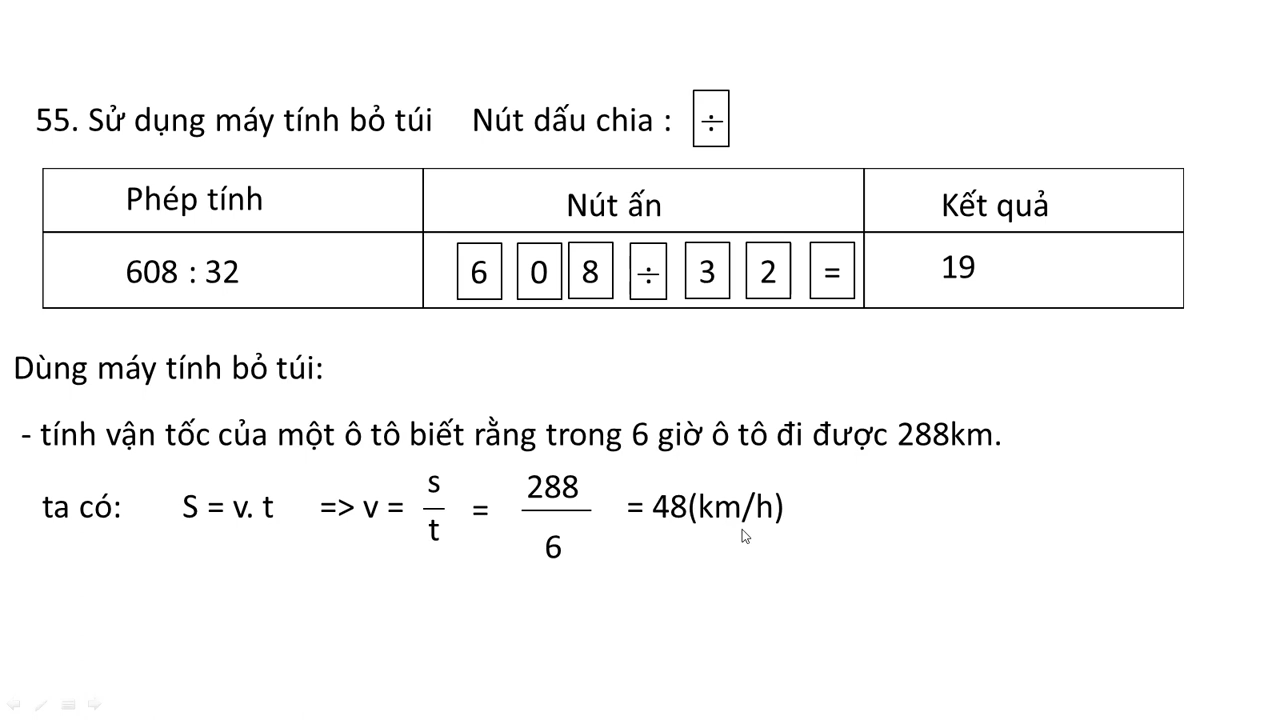 55. Sử dụng máy tính bỏ túi Nút dấu chia : ÷
Phép tính Nút ấn Kết quả
608 : 32 6 0 8 ÷ 3 2 = 19
Dùng máy tính bỏ túi:
- tính vận tốc của một ô tô biết rằng trong 6 giờ ô tô đi được 288km.
ta có: S = v. t => v = s/t = 288/6 = 48(km/h)